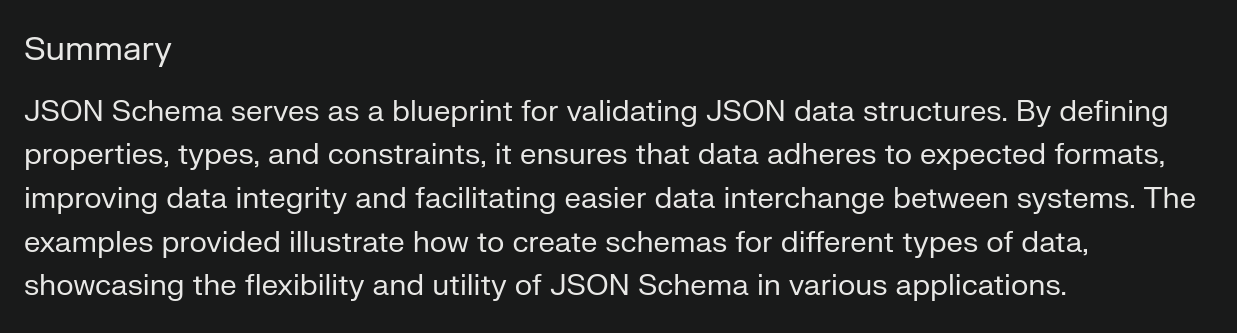 Summary
JSON Schema serves as a blueprint for validating JSON data structures. By defining
properties, types, and constraints, it ensures that data adheres to expected formats,
improving data integrity and facilitating easier data interchange between systems. The
examples provided illustrate how to create schemas for different types of data,
showcasing the flexibility and utility of JSON Schema in various applications.